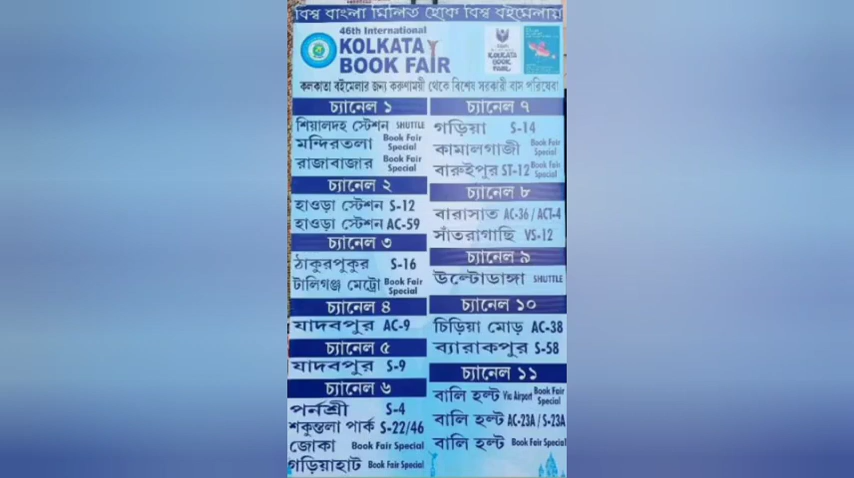 বিশ্ব বাংলা মিলিত হোক বিশ্ব বইমেলায়
46th International
KOLKATA
BOOK FAIR
KOLKATA
BOOK FAIR
কলকাতা বইমেলার জন্য করুণাময়ী থেকে বিশেষ সরকারী বাস পরিষেবা
চ্যানেল ১
শিয়ালদহ স্টেশন SHUTTLE
মন্দিরতলা Book Fair Special
রাজাবাজার Book Fair Special
চ্যানেল ২
হাওড়া স্টেশন S-12
হাওড়া স্টেশন AC-59
চ্যানেল ৩
ঠাকুরপুকুর S-16
টালিগঞ্জ মেট্রো Book Fair Special
চ্যানেল ৪
যাদবপুর AC-9
চ্যানেল ৫
যাদবপুর S-9
চ্যানেল ৬
পর্নশ্রী S-4
শকুন্তলা পার্ক S-22/46
জোকা Book Fair Special
গড়িয়াহাট Book Fair Special
চ্যানেল ৭
গড়িয়া S-14
কামালগাজী Book Fair Special
বারুইপুর ST-12 Book Fair Special
চ্যানেল ৮
বারাসাত AC-36 / ACT-4
সাঁতরাগাছি VS-12
চ্যানেল ৯
উল্টোডাঙ্গা SHUTTLE
চ্যানেল ১০
চিড়িয়া মোড় AC-38
ব্যারাকপুর S-58
চ্যানেল ১১
বালি হল্ট Via Airport Book Fair Special
বালি হল্ট AC-23A / S-23A
বালি হল্ট Book Fair Special